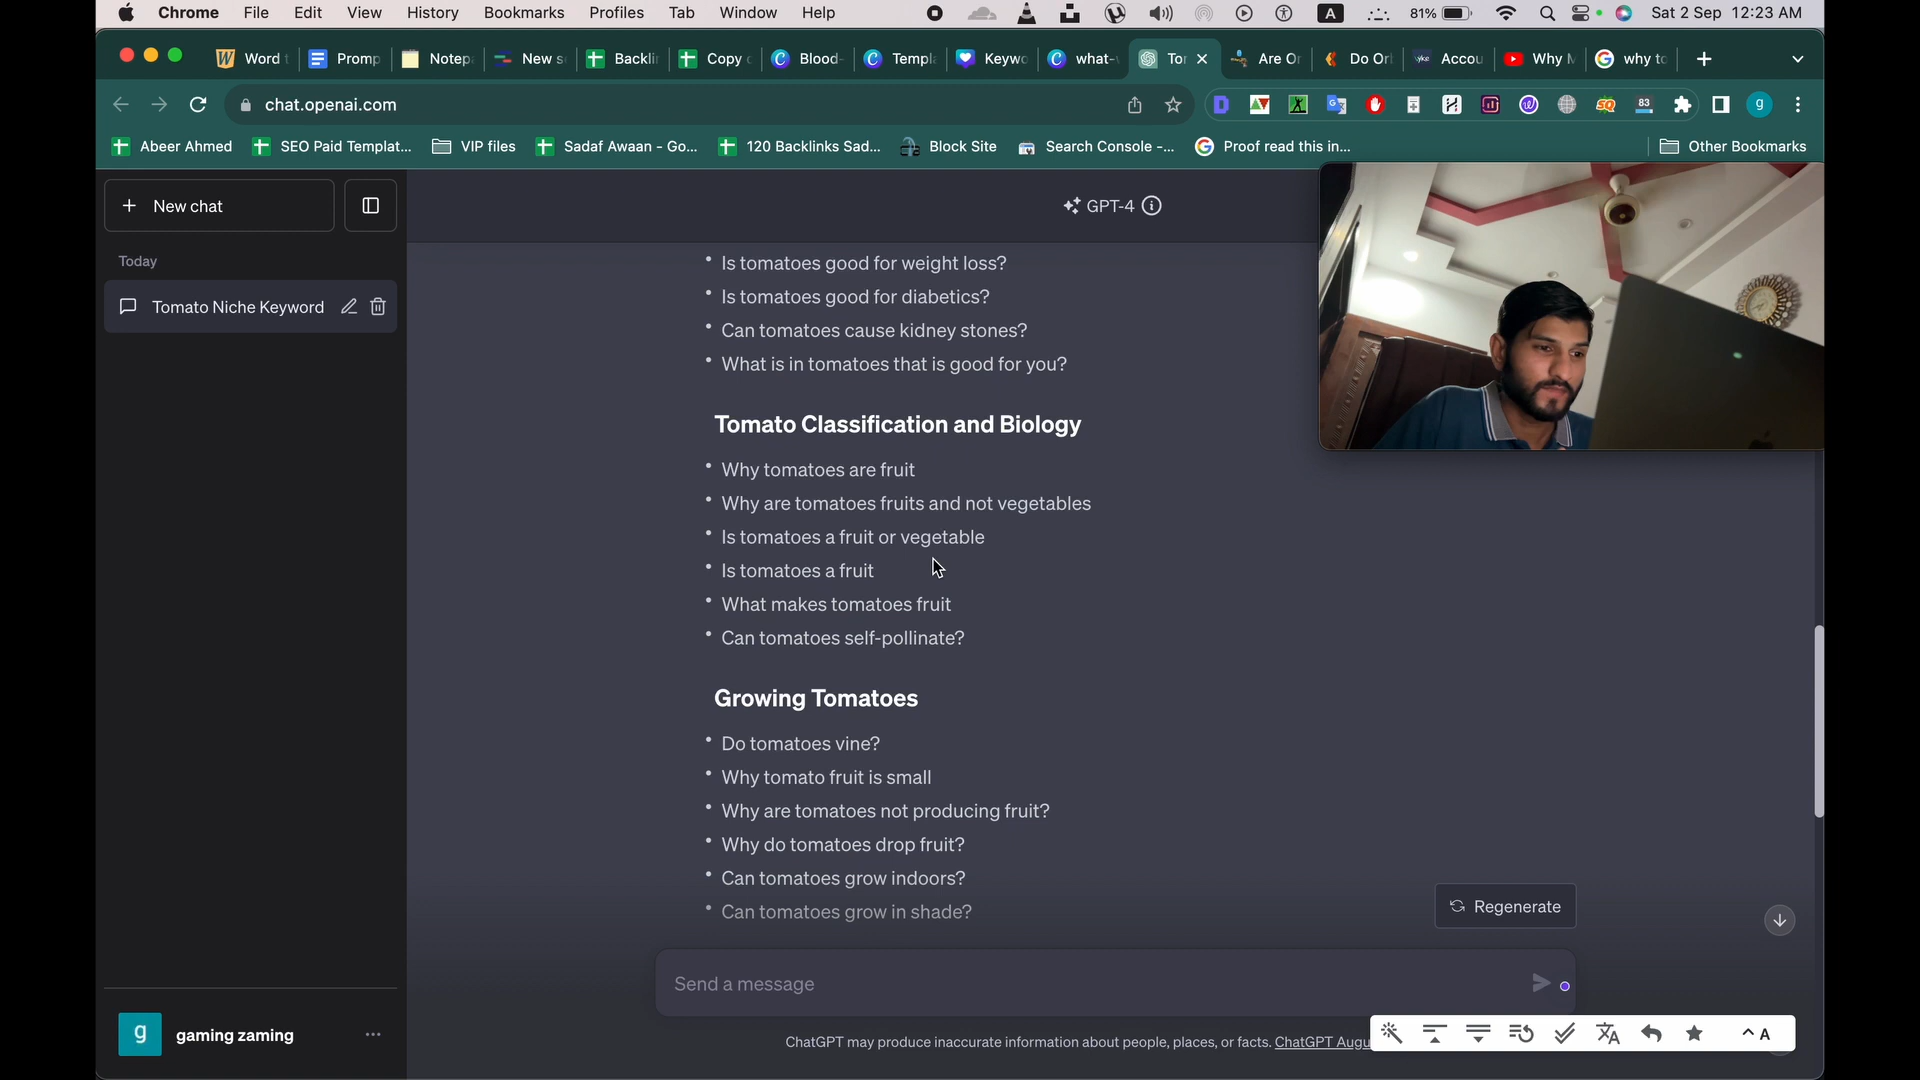 Chrome File Edit View History Bookmarks Profiles Tab Window Help A 81% Sat 2 Sep 12:23 AM
Word Promp Notep New s Backlin Copy Blood- Templ Keywo what- Tor Are Or Do Orl Accou Why why to
chat.openai.com 83 g
Abeer Ahmed SEO Paid Templat... VIP files Sadaf Awaan - Go... 120 Backlinks Sad... Block Site Search Console -... Proof read this in... Other Bookmarks
New chat
GPT-4
Today
Tomato Niche Keyword
• Is tomatoes good for weight loss?
• Is tomatoes good for diabetics?
• Can tomatoes cause kidney stones?
• What is in tomatoes that is good for you?
Tomato Classification and Biology
• Why tomatoes are fruit
• Why are tomatoes fruits and not vegetables
• Is tomatoes a fruit or vegetable
• Is tomatoes a fruit
• What makes tomatoes fruit
• Can tomatoes self-pollinate?
Growing Tomatoes
• Do tomatoes vine?
• Why tomato fruit is small
• Why are tomatoes not producing fruit?
• Why do tomatoes drop fruit?
• Can tomatoes grow indoors?
• Can tomatoes grow in shade?
Regenerate
Send a message
g gaming zaming
ChatGPT may produce inaccurate information about people, places, or facts. ChatGPT Augu
A